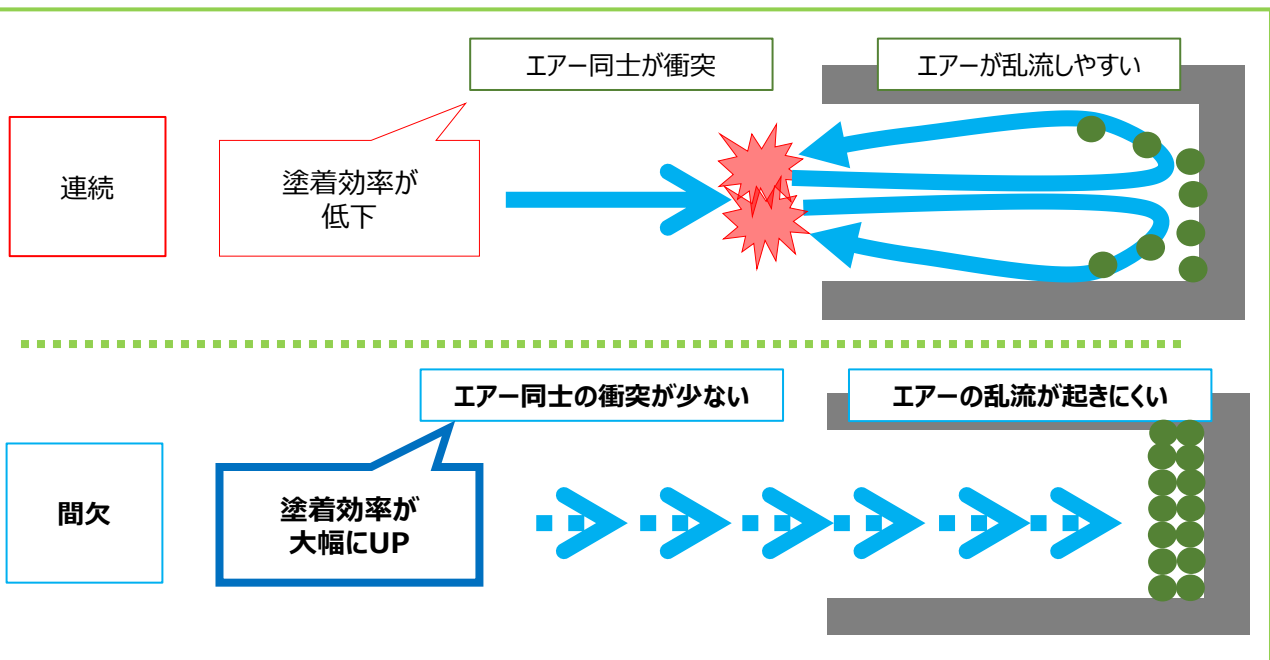 エアー同士が衝突
エアーが乱流しやすい
連続
塗着効率が
低下
エアー同士の衝突が少ない
エアーの乱流が起きにくい
間欠
塗着効率が
大幅にUP